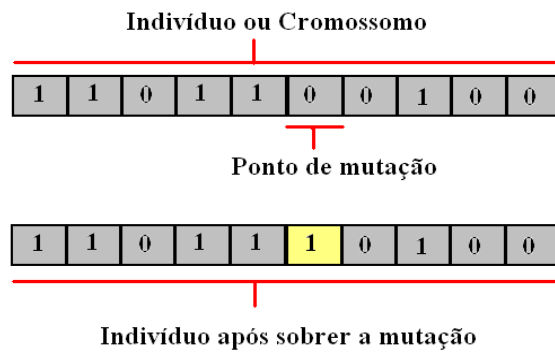 Indivíduo ou Cromossomo
1 1 0 1 1 0 0 1 0 0
Ponto de mutação
1 1 0 1 1 1 0 1 0 0
Indivíduo após sobrer a mutação